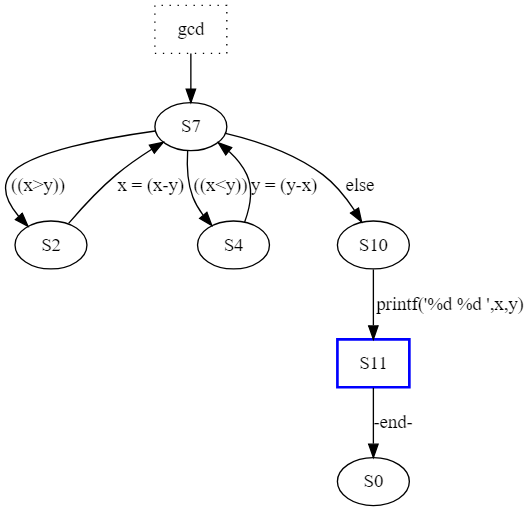 gcd
S7
((x>y))
x = (x-y)
((x<y))
y = (y-x)
else
S2
S4
S10
printf('%d %d ',x,y)
S11
-end-
S0